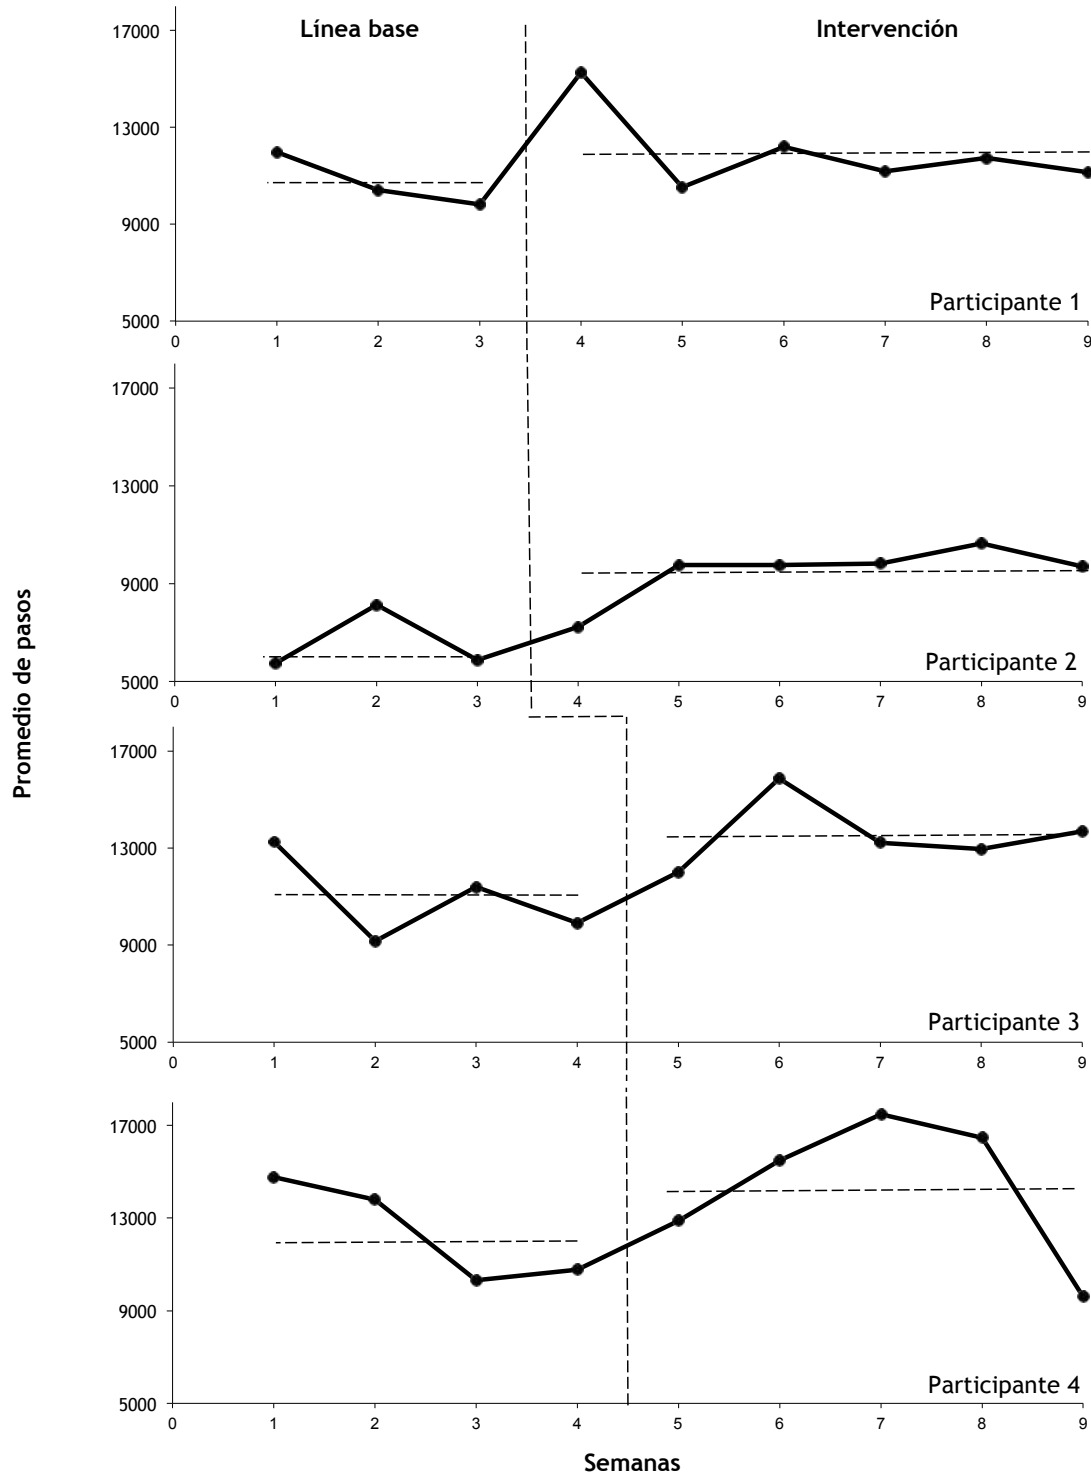 Línea base
Intervención
17000
13000
9000
5000
Participante 1
0 1 2 3 4 5 6 7 8 9
17000
13000
9000
5000
Participante 2
0 1 2 3 4 5 6 7 8 9
Promedio de pasos
17000
13000
9000
5000
Participante 3
0 1 2 3 4 5 6 7 8 9
17000
13000
9000
5000
Participante 4
0 1 2 3 4 5 6 7 8 9
Semanas